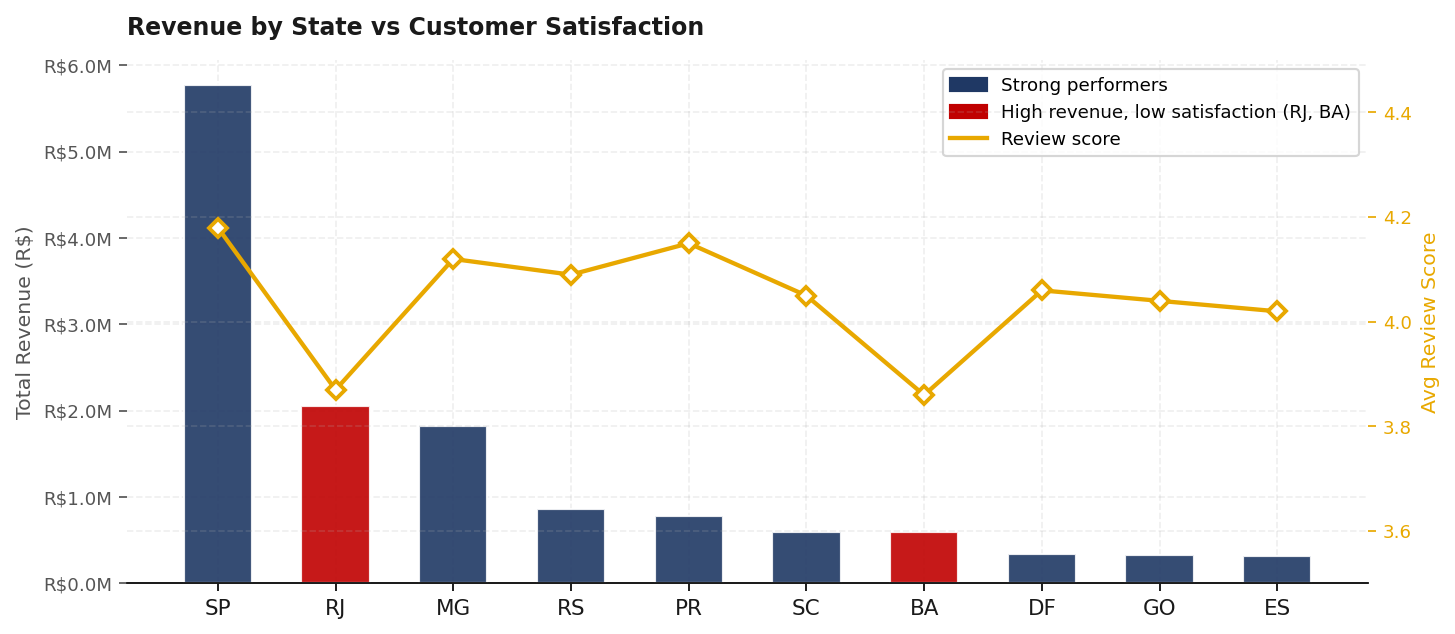 Revenue by State vs Customer Satisfaction
R$6.0M
R$5.0M
R$4.0M
R$3.0M
R$2.0M
R$1.0M
R$0.0M
Total Revenue (R$)
Strong performers
High revenue, low satisfaction (RJ, BA)
Review score
4.4
4.2
4.0
3.8
3.6
Avg Review Score
SP RJ MG RS PR SC BA DF GO ES